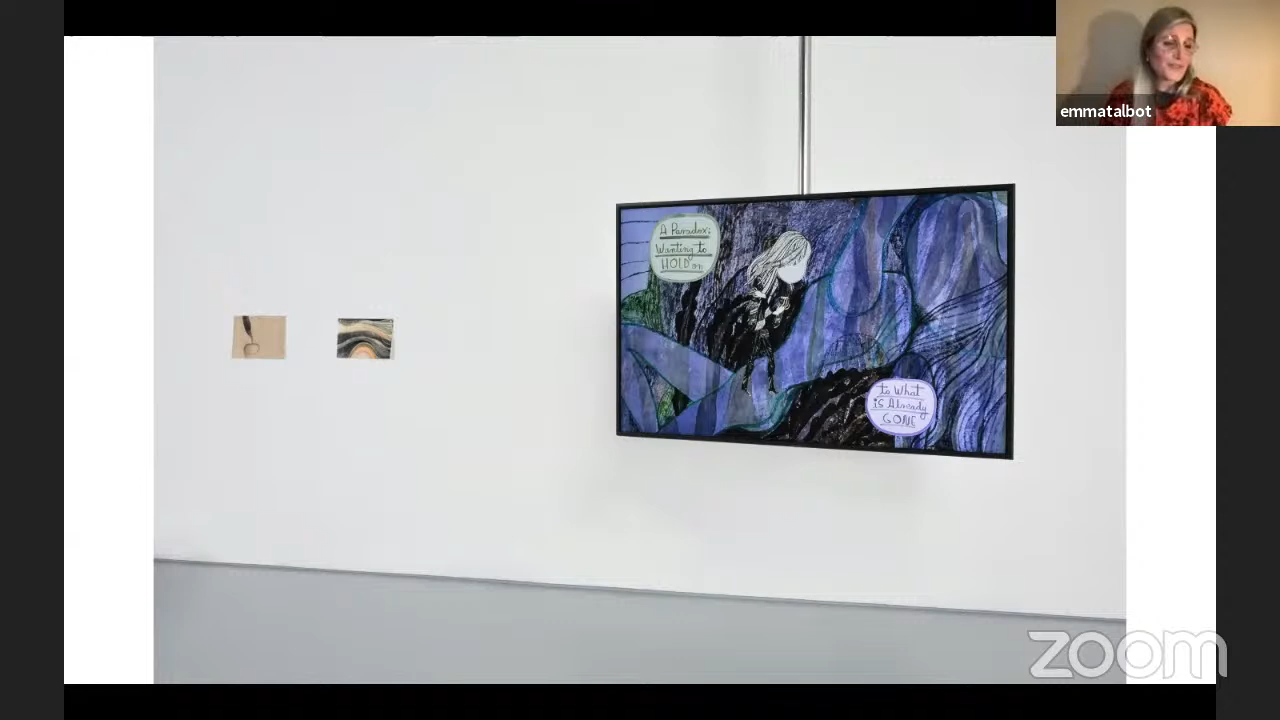 emmatalbot
A Paradox:
Wanting to
HOLD on
to What
is Already
GONE
zoom